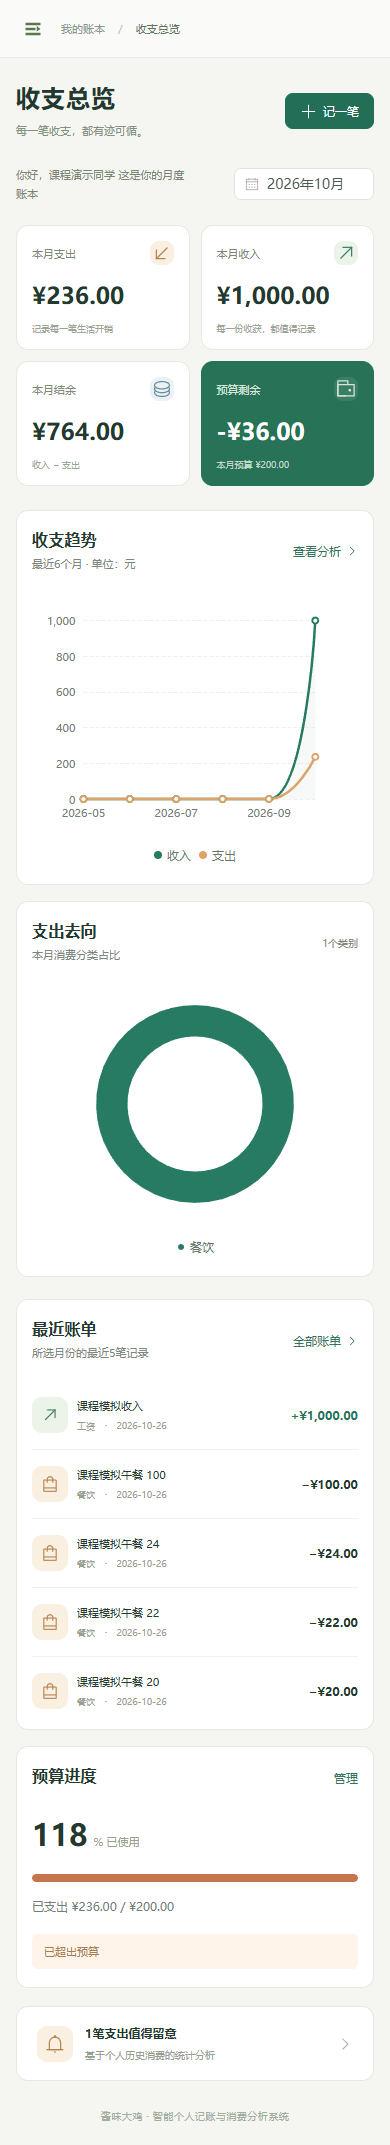 我的账本 / 收支总览
收支总览
每一笔收支，都有迹可循。
记一笔
你好，课程演示同学 这是你的月度
账本
2026年10月
本月支出
¥236.00
记录每一笔生活开销
本月收入
¥1,000.00
每一份收获，都值得记录
本月结余
¥764.00
收入 − 支出
预算剩余
-¥36.00
本月预算 ¥200.00
收支趋势
最近6个月 · 单位：元
查看分析
1,000
800
600
400
200
0
2026-05 2026-07 2026-09
收入 支出
支出去向
本月消费分类占比
1个类别
餐饮
最近账单
所选月份的最近5笔记录
全部账单
课程模拟收入
工资 · 2026-10-26
+¥1,000.00
课程模拟午餐 100
餐饮 · 2026-10-26
−¥100.00
课程模拟午餐 24
餐饮 · 2026-10-26
−¥24.00
课程模拟午餐 22
餐饮 · 2026-10-26
−¥22.00
课程模拟午餐 20
餐饮 · 2026-10-26
−¥20.00
预算进度
管理
118 % 已使用
已支出 ¥236.00 / ¥200.00
已超出预算
1笔支出值得留意
基于个人历史消费的统计分析
味大鸡 · 智能个人记账与消费分析系统